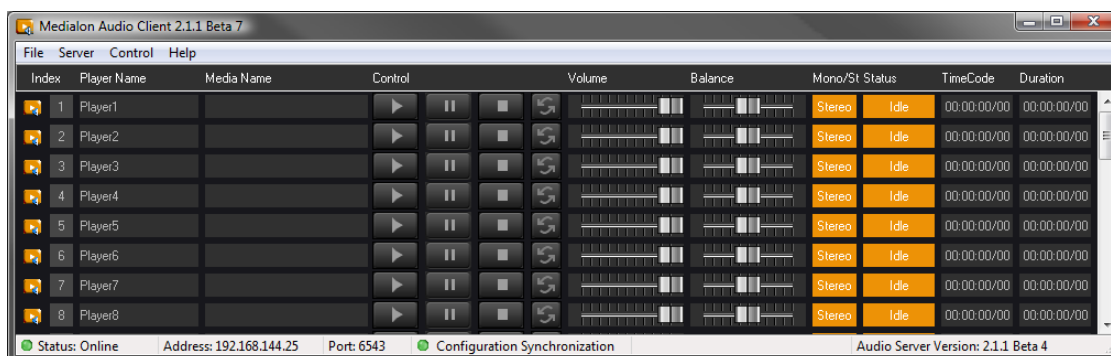 Medialon Audio Client 2.1.1 Beta 7
File Server Control Help
Index Player Name Media Name Control Volume Balance Mono/St Status TimeCode Duration
1 Player1 Stereo Idle 00:00:00/00 00:00:00/00
2 Player2 Stereo Idle 00:00:00/00 00:00:00/00
3 Player3 Stereo Idle 00:00:00/00 00:00:00/00
4 Player4 Stereo Idle 00:00:00/00 00:00:00/00
5 Player5 Stereo Idle 00:00:00/00 00:00:00/00
6 Player6 Stereo Idle 00:00:00/00 00:00:00/00
7 Player7 Stereo Idle 00:00:00/00 00:00:00/00
8 Player8 Stereo Idle 00:00:00/00 00:00:00/00
Status: Online Address: 192.168.144.25 Port: 6543 Configuration Synchronization Audio Server Version: 2.1.1 Beta 4